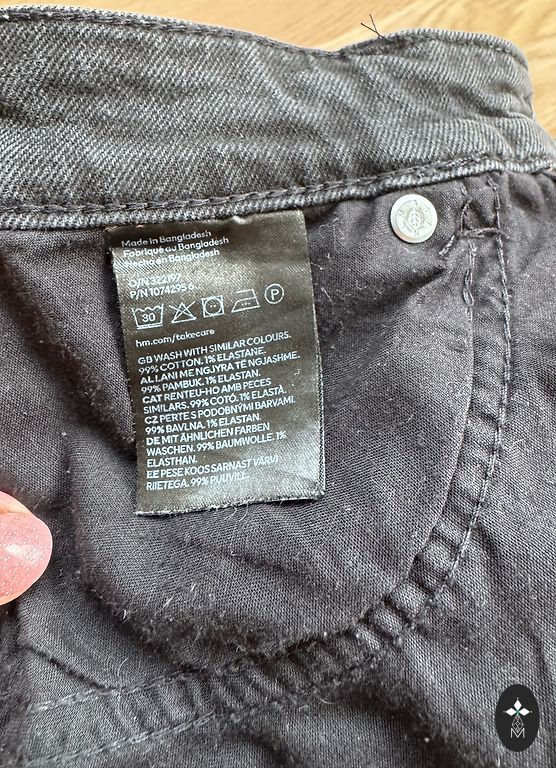 Made in Bangladesh
Fabriqué au Bangladesh
Hecho en Bangladesh
O/N 322197
P/N 1074295 6
30
P
hm.com/takecare
GB WASH WITH SIMILAR COLOURS.
99% COTTON. 1% ELASTANE.
AL LANI ME NGJYRA TË NGJASHME.
99% PAMBUK. 1% ELASTAN.
CAT RENTEU-HO AMB PECES
SIMILARS. 99% COTÓ. 1% ELASTÀ.
CZ PERTE S PODOBNÝMI BARVAMI.
99% BAVLNA. 1% ELASTAN.
DE MIT ÄHNLICHEN FARBEN
WASCHEN. 99% BAUMWOLLE. 1%
ELASTHAN.
EE PESE KOOS SARNAST VÄRVI
RIIETEGA. 99% PUUVILL.
M